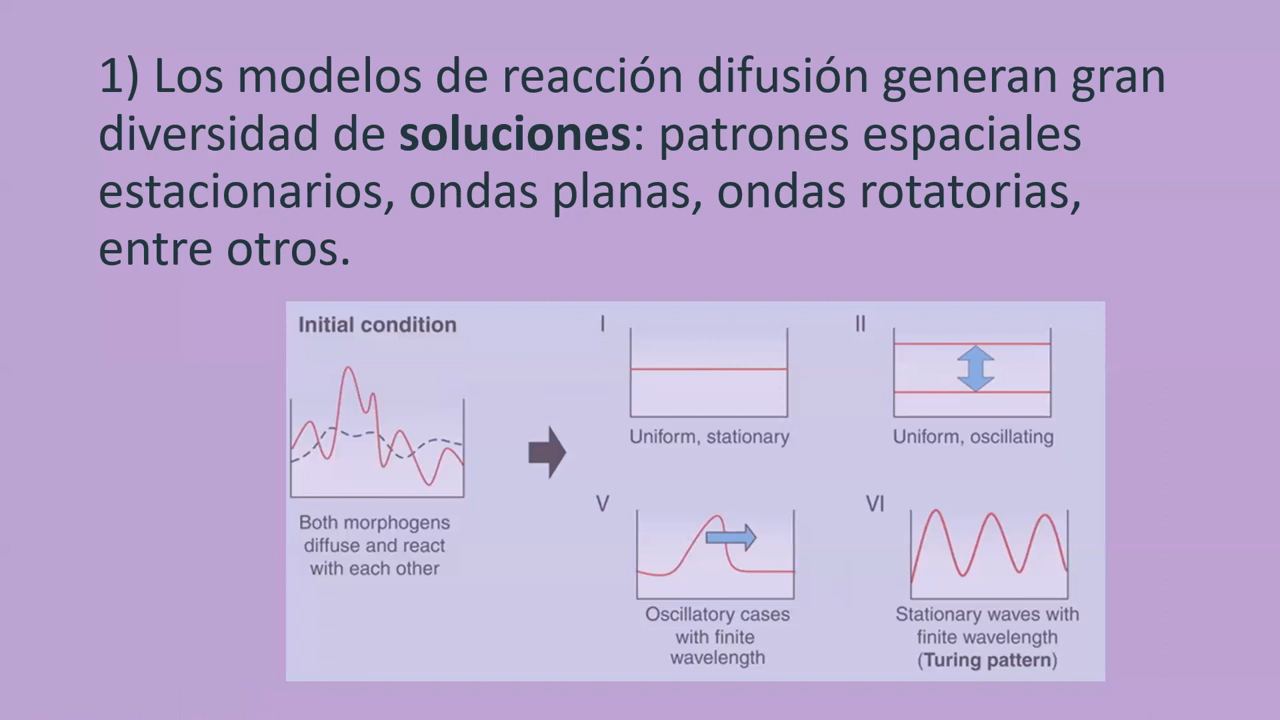 1) Los modelos de reacción difusión generan gran
diversidad de soluciones: patrones espaciales
estacionarios, ondas planas, ondas rotatorias,
entre otros.
Initial condition
Both morphogens
diffuse and react
with each other
I
Uniform, stationary
II
Uniform, oscillating
V
Oscillatory cases
with finite
wavelength
VI
Stationary waves with
finite wavelength
(Turing pattern)